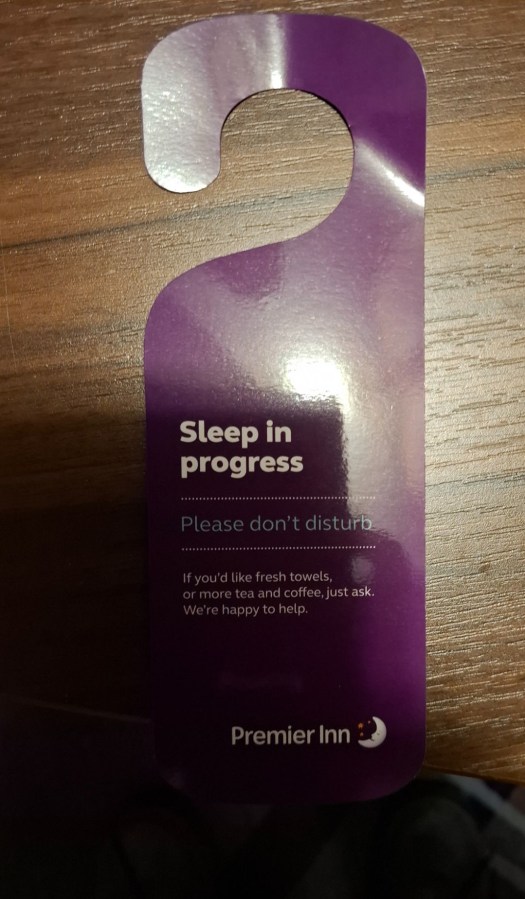 Sleep in
progress
Please don't disturb
If you'd like fresh towels,
or more tea and coffee, just ask.
We're happy to help.
Premier Inn